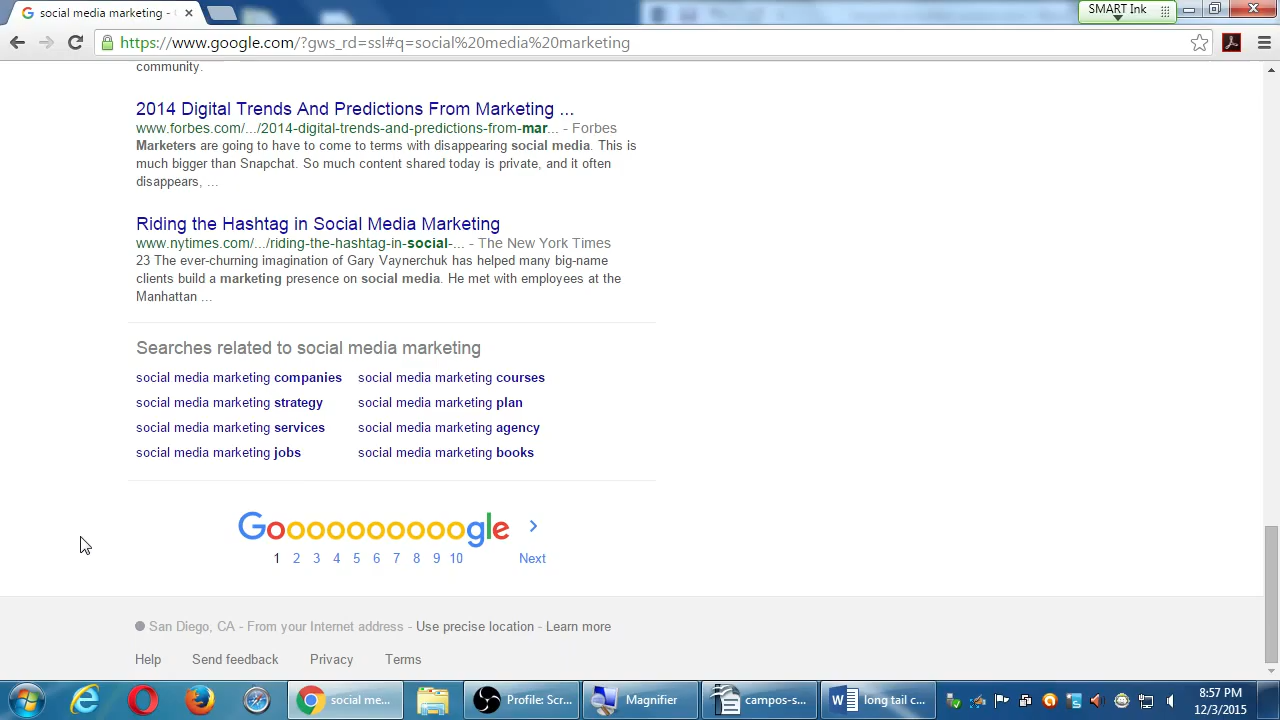 social media marketing -
SMART Ink
https://www.google.com/?gws_rd=ssl#q=social%20media%20marketing
community.
2014 Digital Trends And Predictions From Marketing ...
www.forbes.com/.../2014-digital-trends-and-predictions-from-mar... - Forbes
Marketers are going to have to come to terms with disappearing social media. This is
much bigger than Snapchat. So much content shared today is private, and it often
disappears, ...
Riding the Hashtag in Social Media Marketing
www.nytimes.com/.../riding-the-hashtag-in-social-... - The New York Times
23 The ever-churning imagination of Gary Vaynerchuk has helped many big-name
clients build a marketing presence on social media. He met with employees at the
Manhattan ...
Searches related to social media marketing
social media marketing companies social media marketing courses
social media marketing strategy social media marketing plan
social media marketing services social media marketing agency
social media marketing jobs social media marketing books
Goooooooooogle >
1 2 3 4 5 6 7 8 9 10 Next
San Diego, CA - From your Internet address - Use precise location - Learn more
Help Send feedback Privacy Terms
social me... Profile: Scr... Magnifier campos-s... long tail c... 8:57 PM
12/3/2015